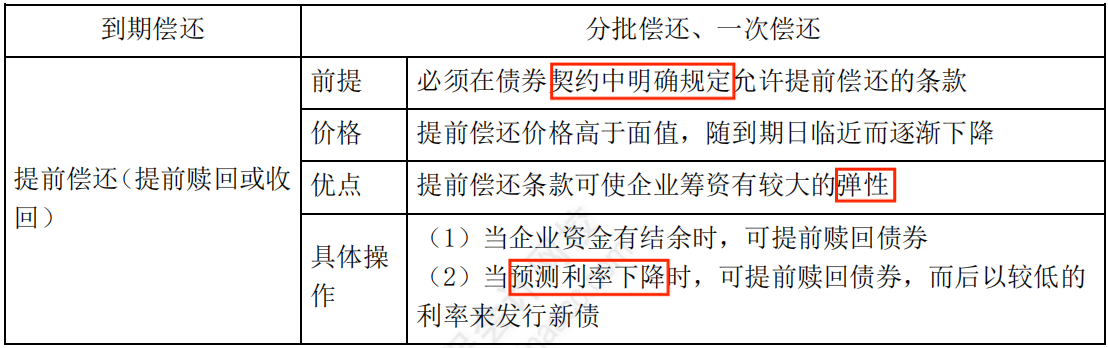 到期偿还
分批偿还、一次偿还
提前偿还（提前赎回或收
回）
前提
必须在债券契约中明确规定允许提前偿还的条款
价格
提前偿还价格高于面值，随到期日临近而逐渐下降
优点
提前偿还条款可使企业筹资有较大的弹性
具体操
作
（1）当企业资金有结余时，可提前赎回债券
（2）当预测利率下降时，可提前赎回债券，而后以较低的
利率来发行新债